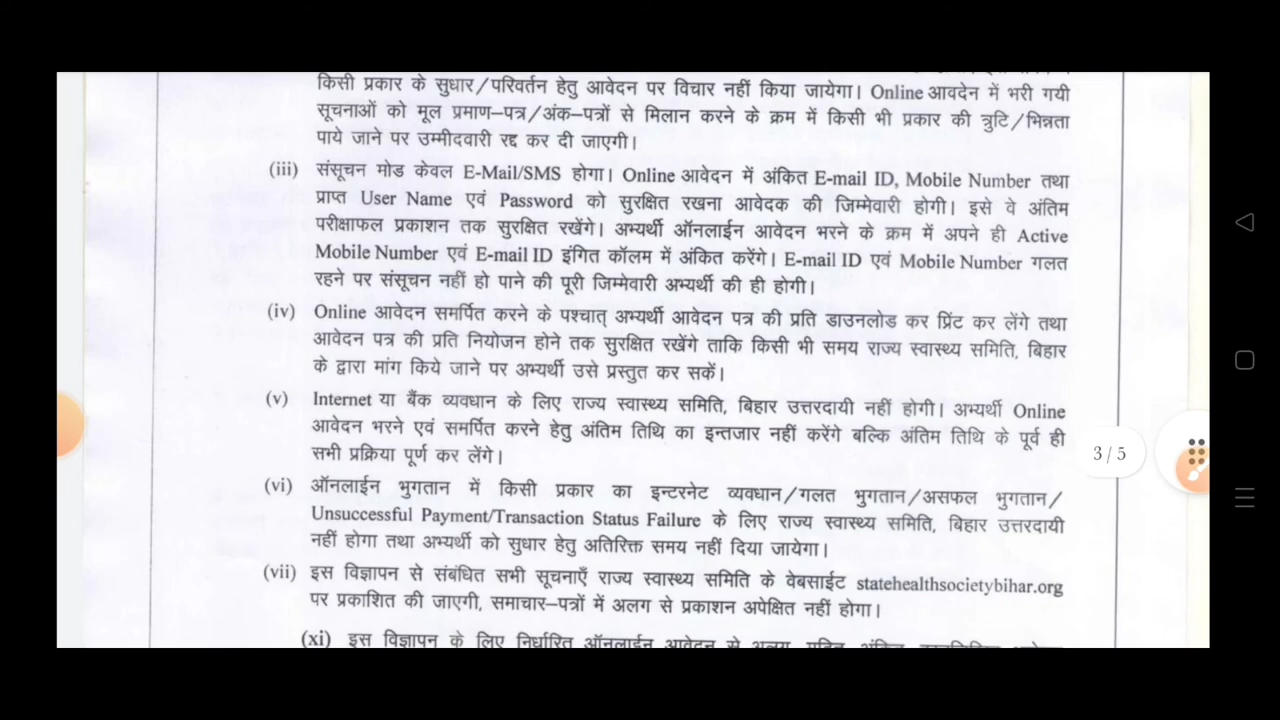 किसी प्रकार के सुधार/परिवर्तन हेतु आवेदन पर विचार नहीं किया जायेगा। Online आवदेन में भरी गयी
सूचनाओं को मूल प्रमाण–पत्र/अंक–पत्रों से मिलान करने के क्रम में किसी भी प्रकार की त्रुटि/भिन्नता
पाये जाने पर उम्मीदवारी रद्द कर दी जाएगी।
(iii) संसूचन मोड केवल E-Mail/SMS होगा। Online आवेदन में अंकित E-mail ID, Mobile Number तथा
प्राप्त User Name एवं Password को सुरक्षित रखना आवेदक की जिम्मेवारी होगी। इसे वे अंतिम
परीक्षाफल प्रकाशन तक सुरक्षित रखेंगे। अभ्यर्थी ऑनलाईन आवेदन भरने के क्रम में अपने ही Active
Mobile Number एवं E-mail ID इंगित कॉलम में अंकित करेंगे। E-mail ID एवं Mobile Number गलत
रहने पर संसूचन नहीं हो पाने की पूरी जिम्मेवारी अभ्यर्थी की ही होगी।
(iv) Online आवेदन समर्पित करने के पश्चात् अभ्यर्थी आवेदन पत्र की प्रति डाउनलोड कर प्रिंट कर लेंगे तथा
आवेदन पत्र की प्रति नियोजन होने तक सुरक्षित रखेंगे ताकि किसी भी समय राज्य स्वास्थ्य समिति, बिहार
के द्वारा मांग किये जाने पर अभ्यर्थी उसे प्रस्तुत कर सकें।
(v) Internet या बैंक व्यवधान के लिए राज्य स्वास्थ्य समिति, बिहार उत्तरदायी नहीं होगी। अभ्यर्थी Online
आवेदन भरने एवं समर्पित करने हेतु अंतिम तिथि का इन्तजार नहीं करेंगे बल्कि अंतिम तिथि के पूर्व ही
सभी प्रक्रिया पूर्ण कर लेंगे।
3/5
(vi) ऑनलाईन भुगतान में किसी प्रकार का इन्टरनेट व्यवधान/गलत भुगतान/असफल भुगतान/
Unsuccessful Payment/Transaction Status Failure के लिए राज्य स्वास्थ्य समिति, बिहार उत्तरदायी
नहीं होगा तथा अभ्यर्थी को सुधार हेतु अतिरिक्त समय नहीं दिया जायेगा।
(vii) इस विज्ञापन से संबंधित सभी सूचनाएँ राज्य स्वास्थ्य समिति के वेबसाईट statehealthsocietybihar.org
पर प्रकाशित की जाएगी, समाचार–पत्रों में अलग से प्रकाशन अपेक्षित नहीं होगा।
(xi) इस विज्ञापन के लिए निर्धारित ऑनलाईन आवेदन से अलग